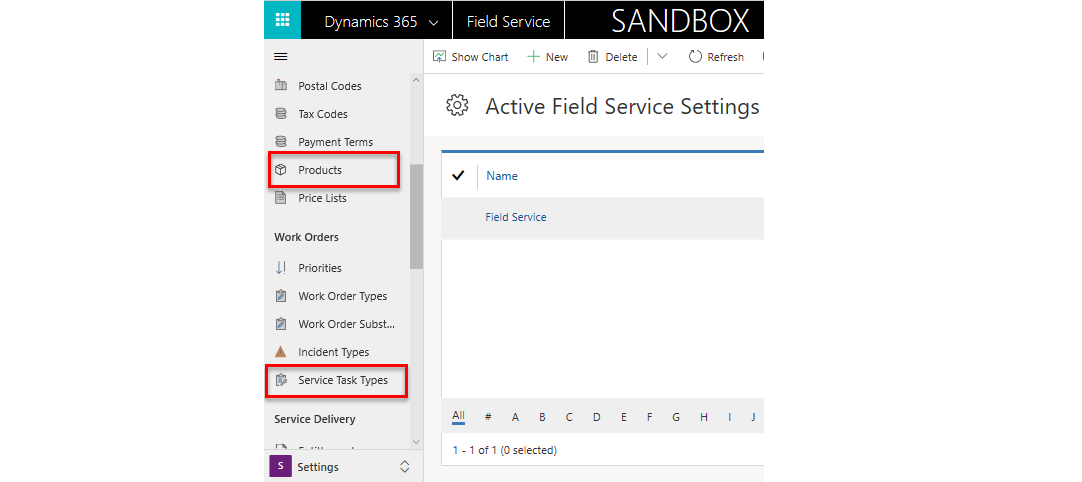 Dynamics 365 Field Service SANDBOX
Show Chart New Delete Refresh
Active Field Service Settings
Postal Codes
Tax Codes
Payment Terms
Products
Price Lists
Work Orders
Priorities
Work Order Types
Work Order Subst...
Incident Types
Service Task Types
Service Delivery
S Settings
Name
Field Service
All # A B C D E F G H I J
1 - 1 of 1 (0 selected)